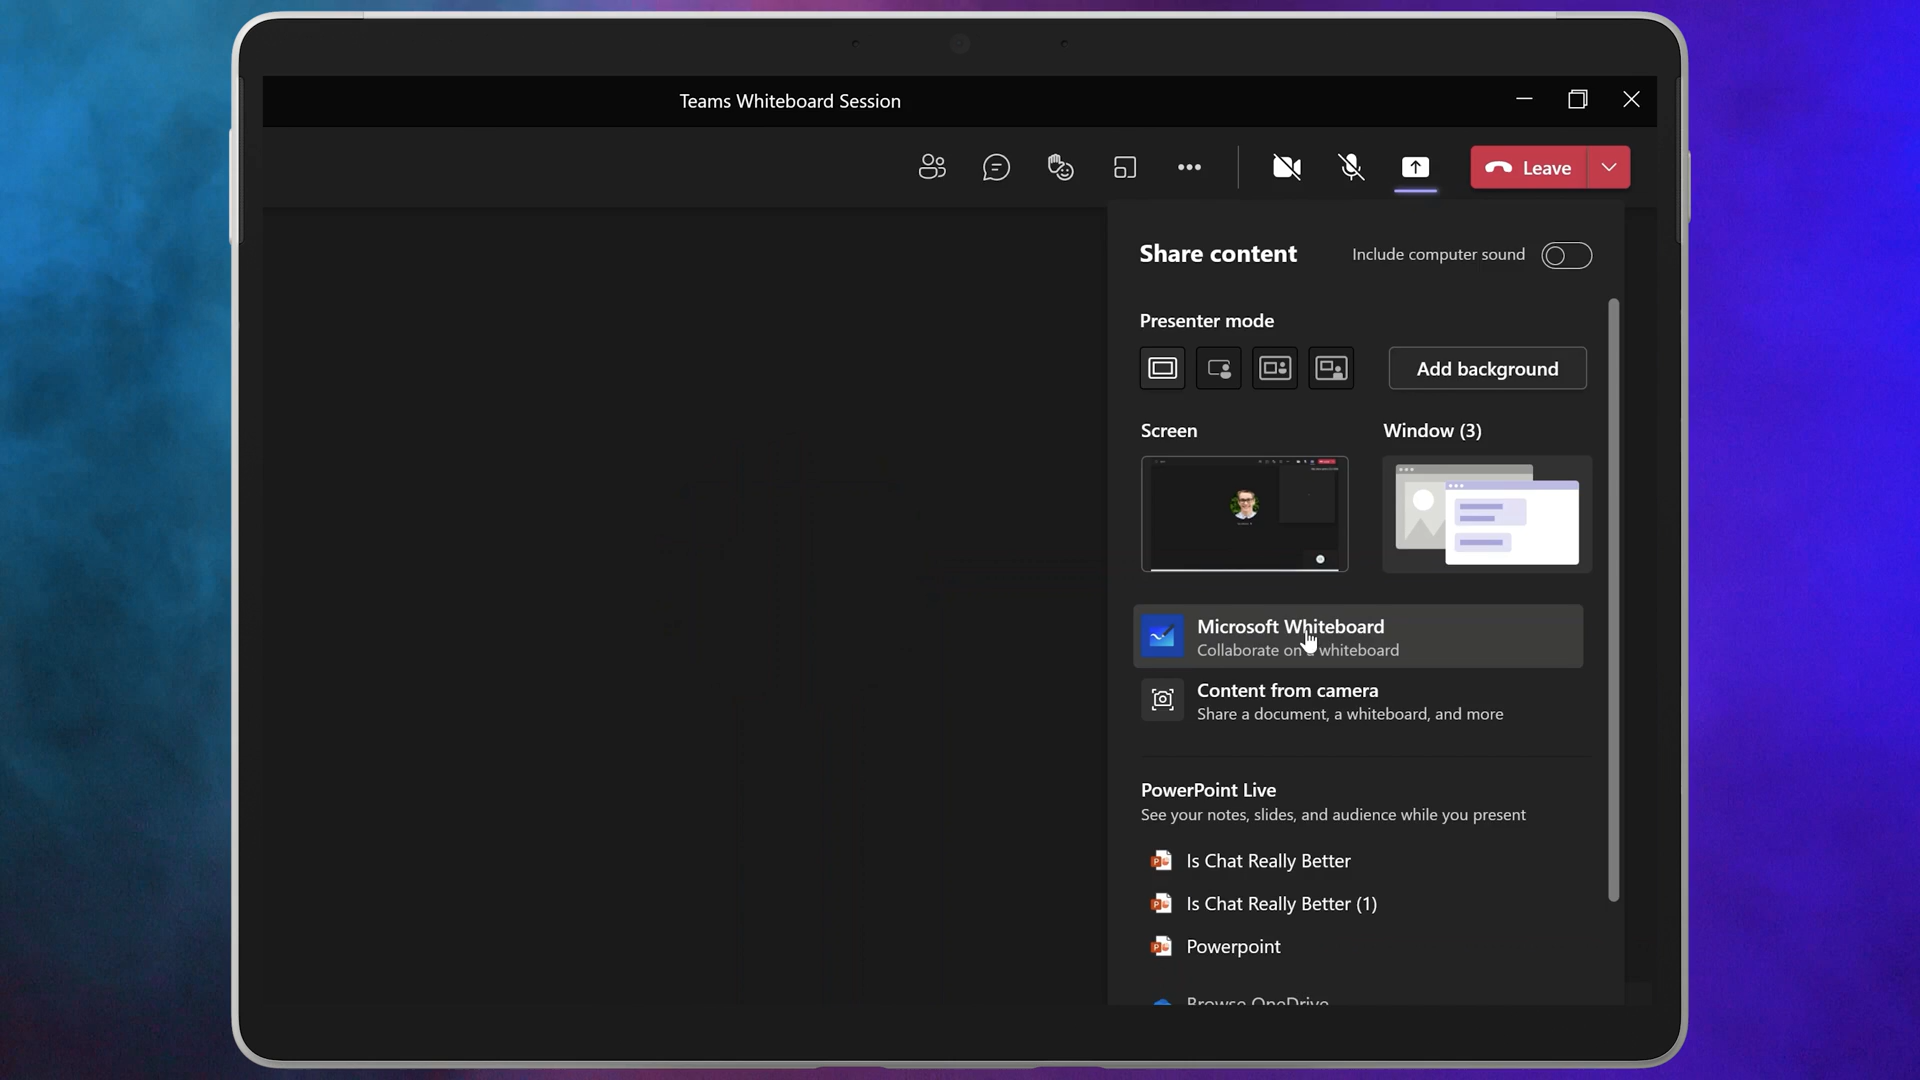 Teams Whiteboard Session
Leave
Share content
Include computer sound
Presenter mode
Add background
Screen
Window (3)
Microsoft Whiteboard
Collaborate on a whiteboard
Content from camera
Share a document, a whiteboard, and more
PowerPoint Live
See your notes, slides, and audience while you present
Is Chat Really Better
Is Chat Really Better (1)
Powerpoint
Browse OneDrive